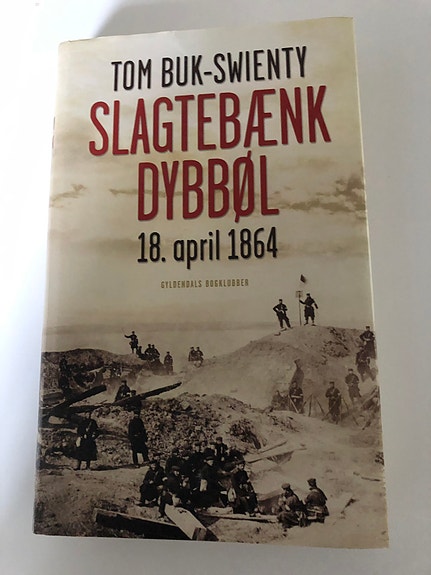 TOM BUK-SWIENTY
SLAGTEBÆNK
DYBBØL
18. april 1864
GYLDENDALS BOGKLUBBER